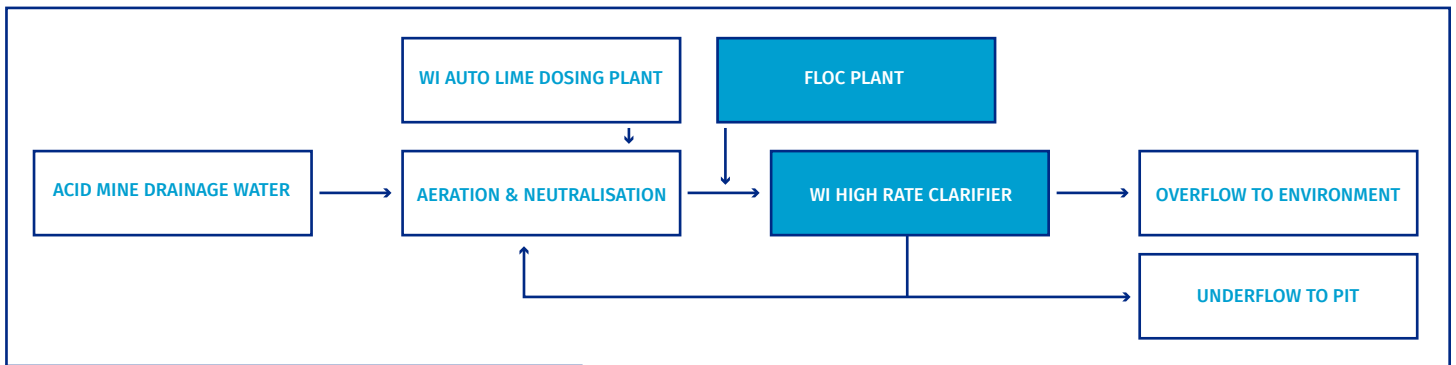 WI AUTO LIME DOSING PLANT
FLOC PLANT
ACID MINE DRAINAGE WATER
AERATION & NEUTRALISATION
WI HIGH RATE CLARIFIER
OVERFLOW TO ENVIRONMENT
UNDERFLOW TO PIT